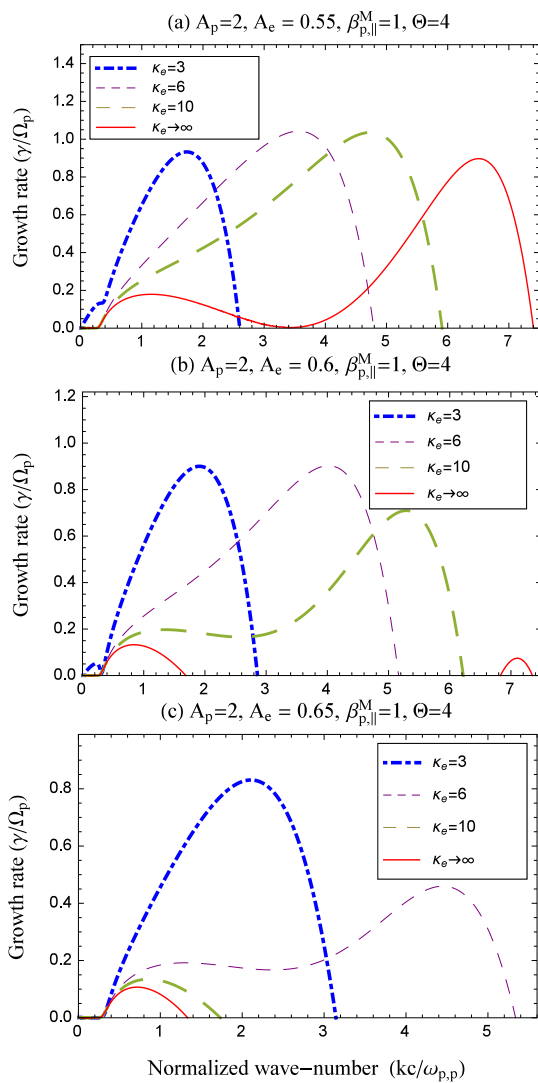 (a) A_p=2, A_e = 0.55, β^M_p,∥=1, Θ=4
Growth rate (γ/Ω_p)
1.4
1.2
1.0
0.8
0.6
0.4
0.2
0.0
κ_e=3
κ_e=6
κ_e=10
κ_e→∞
0 1 2 3 4 5 6 7
(b) A_p=2, A_e = 0.6, β^M_p,∥=1, Θ=4
Growth rate (γ/Ω_p)
1.2
1.0
0.8
0.6
0.4
0.2
0.0
κ_e=3
κ_e=6
κ_e=10
κ_e→∞
0 1 2 3 4 5 6 7
(c) A_p=2, A_e = 0.65, β^M_p,∥=1, Θ=4
Growth rate (γ/Ω_p)
0.8
0.6
0.4
0.2
0.0
κ_e=3
κ_e=6
κ_e=10
κ_e→∞
0 1 2 3 4 5
Normalized wave−number (kc/ω_p,p)